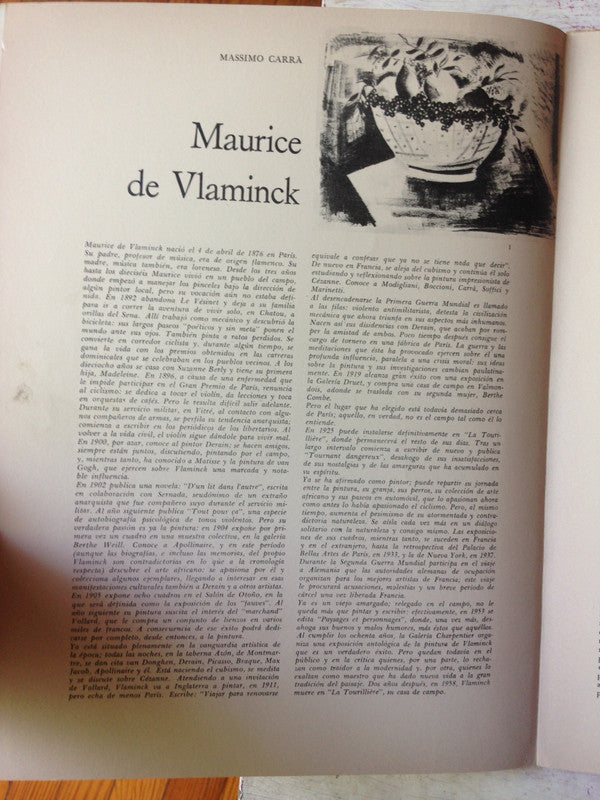 MASSIMO CARRÀ
Maurice
de Vlaminck
1
Maurice de Vlaminck nació el 4 de abril de 1876 en París.
Su padre, profesor de música, era de origen flamenco. Su
madre, música también, era lorenesa. Desde los tres años
hasta los dieciséis Maurice vivió en un pueblo del campo,
donde empezó a manejar los pinceles bajo la dirección de
algún pintor local, pero su vocación aún no estaba defi-
nida. En 1892 abandona Le Vésinet y deja a su familia
para ir a correr la aventura de vivir solo, en Chatou, a
orillas del Sena. Allí trabajó como mecánico y descubrió la
bicicleta: sus largos paseos "poéticos y sin meta" ponen el
mundo ante sus ojos. También pinta a ratos perdidos. Se
convierte en corredor ciclista y, durante algún tiempo, se
gana la vida con los premios obtenidos en las carreras
dominicales que se celebraban en los pueblos vecinos. A los
dieciocho años se casa con Suzanne Berly y tiene su primera
hija, Madeleine. En 1896, a causa de una enfermedad que
le impide participar en el Gran Premio de París, renuncia
al ciclismo: se dedica a tocar el violín, da lecciones y toca
en orquestas de cafés. Pero le resulta difícil salir adelante.
Durante su servicio militar, en Vitré, al contacto con algu-
nos compañeros de armas, se perfila su tendencia anarquista;
comienza a escribir en los periódicos de los libertarios. Al
volver a la vida civil, el violín sigue dándole para vivir mal.
En 1900, por azar, conoce al pintor Derain; se hacen amigos,
siempre están juntos, discutiendo, pintando por el campo,
y, mientras tanto, ha conocido a Matisse y la pintura de van
Gogh, que ejercen sobre Vlaminck una marcada y nota-
ble influencia.
En 1902 publica una novela: "D'un lit dans l'autre", escrita
en colaboración con Sernada, seudónimo de un extraño
anarquista que fue compañero suyo durante el servicio mi-
litar. Al año siguiente publica "Tout pour ça", una especie
de autobiografía psicológica de tonos violentos. Pero su
verdadera pasión es ya la pintura: en 1904 expone por pri-
mera vez un cuadro en una muestra colectiva, en la galería
Berthe Weill. Conoce a Apollinaire, y en este período
(aunque las biografías, e incluso las memorias, del propio
Vlaminck son contradictorias en lo que a la cronología
respecta) descubre el arte africano: se apasiona por él y
colecciona algunos ejemplares, llegando a interesar en esas
manifestaciones culturales también a Derain y a otros artistas.
En 1905 expone ocho cuadros en el Salón de Otoño, en la
que será definida como la exposición de los "fauves". Al
año siguiente su pintura suscita el interés del "marchand"
Vollard, que le compra un conjunto de lienzos en varios
miles de francos. A consecuencia de ese éxito podrá dedi-
carse por completo, desde entonces, a la pintura.
Ya está situado plenamente en la vanguardia artística de
la época; todas las noches, en la taberna Azón, de Montmar-
tre, se dan cita van Donghen, Derain, Picasso, Braque, Max
Jacob, Apollinaire y él. Está naciendo el cubismo, se medita
y se discute sobre Cézanne. Atendiendo a una invitación
de Vollard, Vlaminck va a Inglaterra a pintar, en 1911,
pero echa de menos París. Escribe: "Viajar para renovarse
equivale a confesar que ya no se tiene nada que decir".
De nuevo en Francia, se aleja del cubismo y continúa él solo
estudiando y reflexionando sobre la pintura impresionista de
Cézanne. Conoce a Modigliani, Boccioni, Carrà, Soffici y
Marinetti.
Al desencadenarse la Primera Guerra Mundial es llamado
a las filas: violento antimilitarista, detesta la civilización
mecánica que ahora triunfa en sus aspectos más inhumanos.
Nacen así sus disidencias con Derain, que acaban por rom-
per la amistad de ambos. Poco tiempo después consigue el
cargo de tornero en una fábrica de París. La guerra y las
meditaciones que ésta ha provocado ejercen sobre él una
profunda influencia, paralela a una crisis moral: sus ideas
sobre la pintura y sus investigaciones cambian paulatina-
mente. En 1919 alcanza gran éxito con una exposición en
la Galería Druet, y compra una casa de campo en Valmon-
dois, adonde se traslada con su segunda mujer, Berthe
Combe.
Pero el lugar que ha elegido está todavía demasiado cerca
de París; aquello, en verdad, no es el campo tal como él lo
entiende.
En 1925 puede instalarse definitivamente en "La Touri-
llière", donde permanecerá el resto de sus días. Tras un
largo intervalo comienza a escribir de nuevo y publica
"Tournant dangereux", desahogo de sus insatisfacciones,
de sus nostalgias y de las amarguras que ha acumulado en
su espíritu.
Ya se ha afirmado como pintor; puede repartir su jornada
entre la pintura, su granja, sus perros, su colección de arte
africano y sus paseos en automóvil, que lo apasionan ahora
como antes lo había apasionado el ciclismo. Pero, al mismo
tiempo, aumenta el pesimismo de su atormentada y contra-
dictoria naturaleza. Se aísla cada vez más en un diálogo
solitario con la naturaleza y consigo mismo. Las exposicio-
nes de sus cuadros, mientras tanto, se suceden en Francia
y en el extranjero, hasta la retrospectiva del Palacio de
Bellas Artes de París, en 1933, y la de Nueva York, en 1937.
Durante la Segunda Guerra Mundial participa en el viaje
a Alemania que las autoridades alemanas de ocupación
organizan para los mejores artistas de Francia; este viaje
le procurará acusaciones, molestias y un breve período de
cárcel una vez liberada Francia.
Ya es un viejo amargado; relegado en el campo, no le
queda más que pintar y escribir: efectivamente, en 1953 se
edita "Paysages et personnages", donde, una vez más, des-
ahoga sus buenos y malos humores, más éstos que aquéllos.
Al cumplir los ochenta años, la Galería Charpentier organi-
za una exposición antológica de la pintura de Vlaminck
que es un verdadero éxito. Pero quedan todavía en el
público y en la crítica quienes, por una parte, lo recha-
zan como traidor a la modernidad y, por otra, quienes le
exaltan como maestro que ha dado nueva vida a la gran
tradición del paisaje. Dos años después, en 1958, Vlaminck
muere en "La Tourillière", su casa de campo.